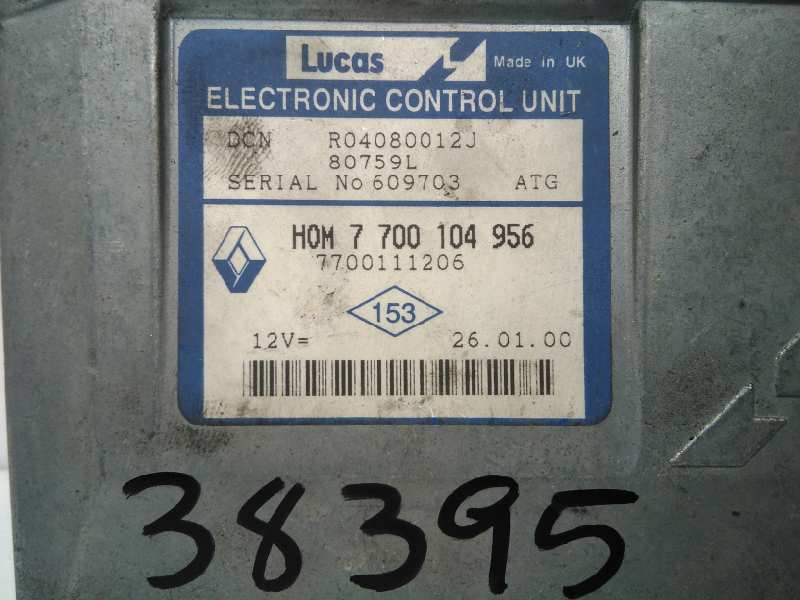 Lucas Made in UK
ELECTRONIC CONTROL UNIT
DCN R04080012J
80759L
SERIAL No 609703 ATG
HOM 7 700 104 956
7700111206
153
12V= 26.01.00
38395